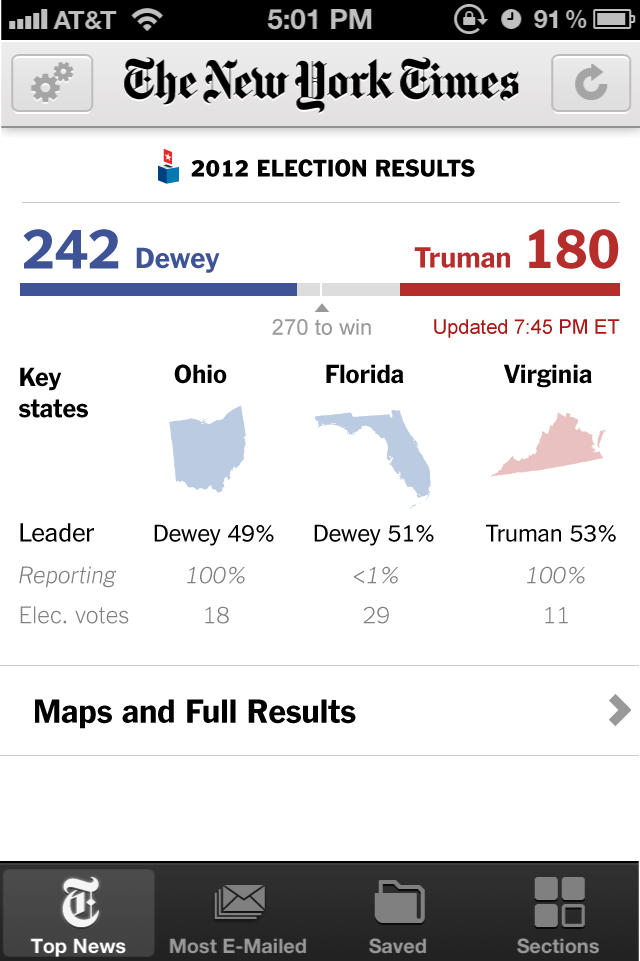 AT&T 5:01 PM 91 %
The New York Times
2012 ELECTION RESULTS
242 Dewey Truman 180
270 to win Updated 7:45 PM ET
Key states Ohio Florida Virginia
Leader Dewey 49% Dewey 51% Truman 53%
Reporting 100% <1% 100%
Elec. votes 18 29 11
Maps and Full Results
T
Top News Most E-Mailed Saved Sections